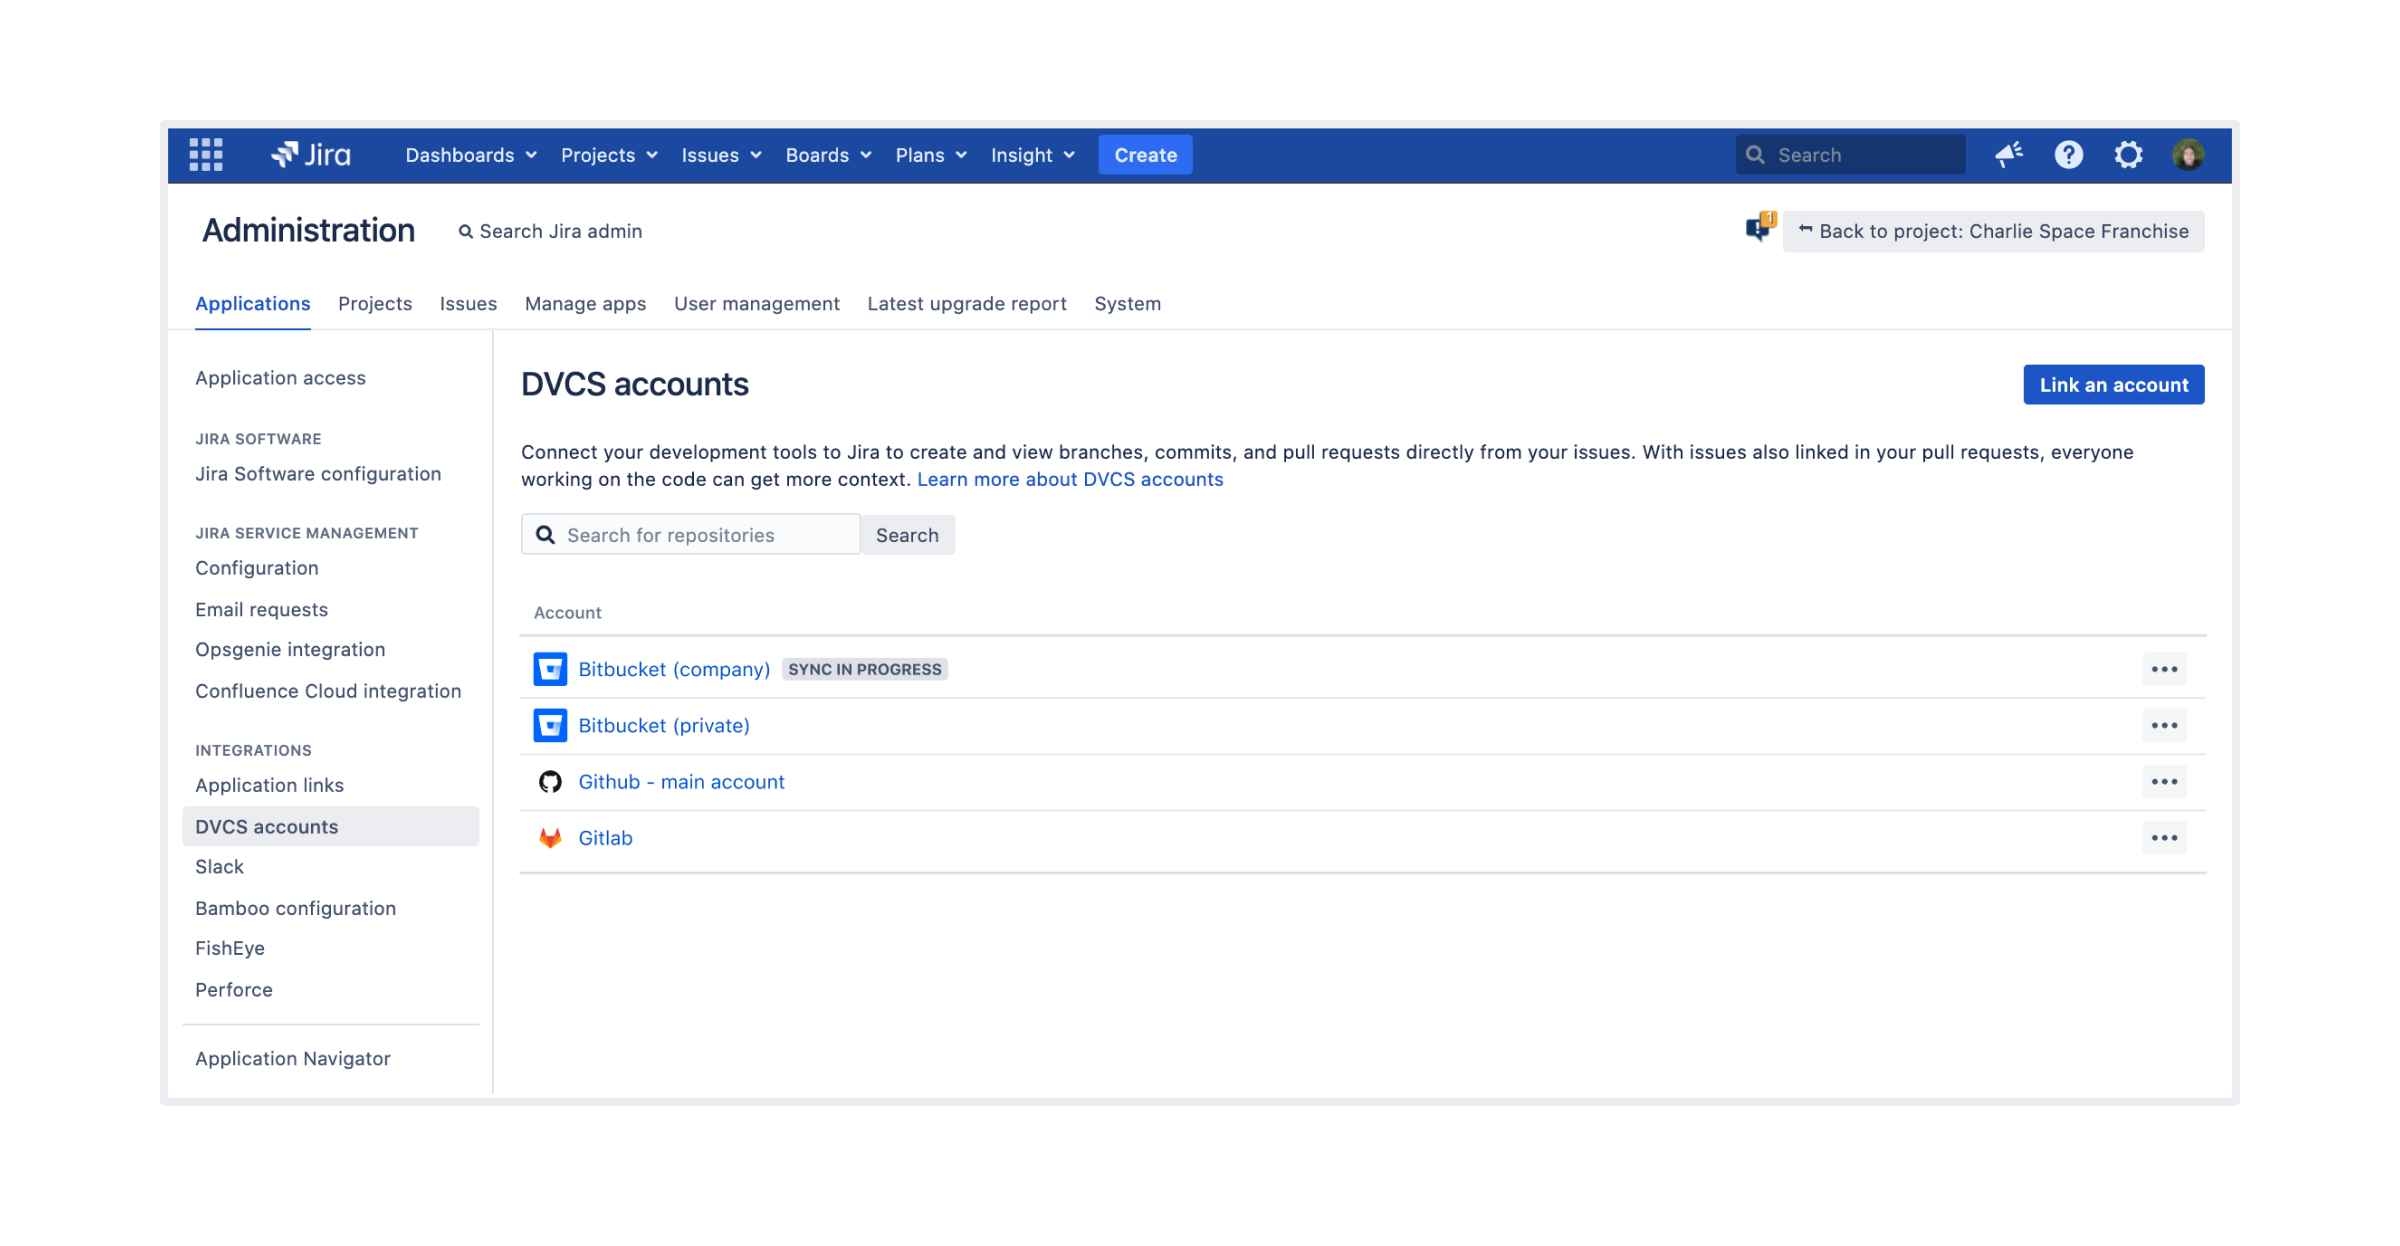 Jira Dashboards Projects Issues Boards Plans Insight Create Search
Administration Search Jira admin 1 Back to project: Charlie Space Franchise
Applications Projects Issues Manage apps User management Latest upgrade report System
Application access
JIRA SOFTWARE
Jira Software configuration
JIRA SERVICE MANAGEMENT
Configuration
Email requests
Opsgenie integration
Confluence Cloud integration
INTEGRATIONS
Application links
DVCS accounts
Slack
Bamboo configuration
FishEye
Perforce
Application Navigator
DVCS accounts Link an account
Connect your development tools to Jira to create and view branches, commits, and pull requests directly from your issues. With issues also linked in your pull requests, everyone
working on the code can get more context. Learn more about DVCS accounts
Search for repositories Search
Account
Bitbucket (company) SYNC IN PROGRESS
Bitbucket (private)
Github - main account
Gitlab